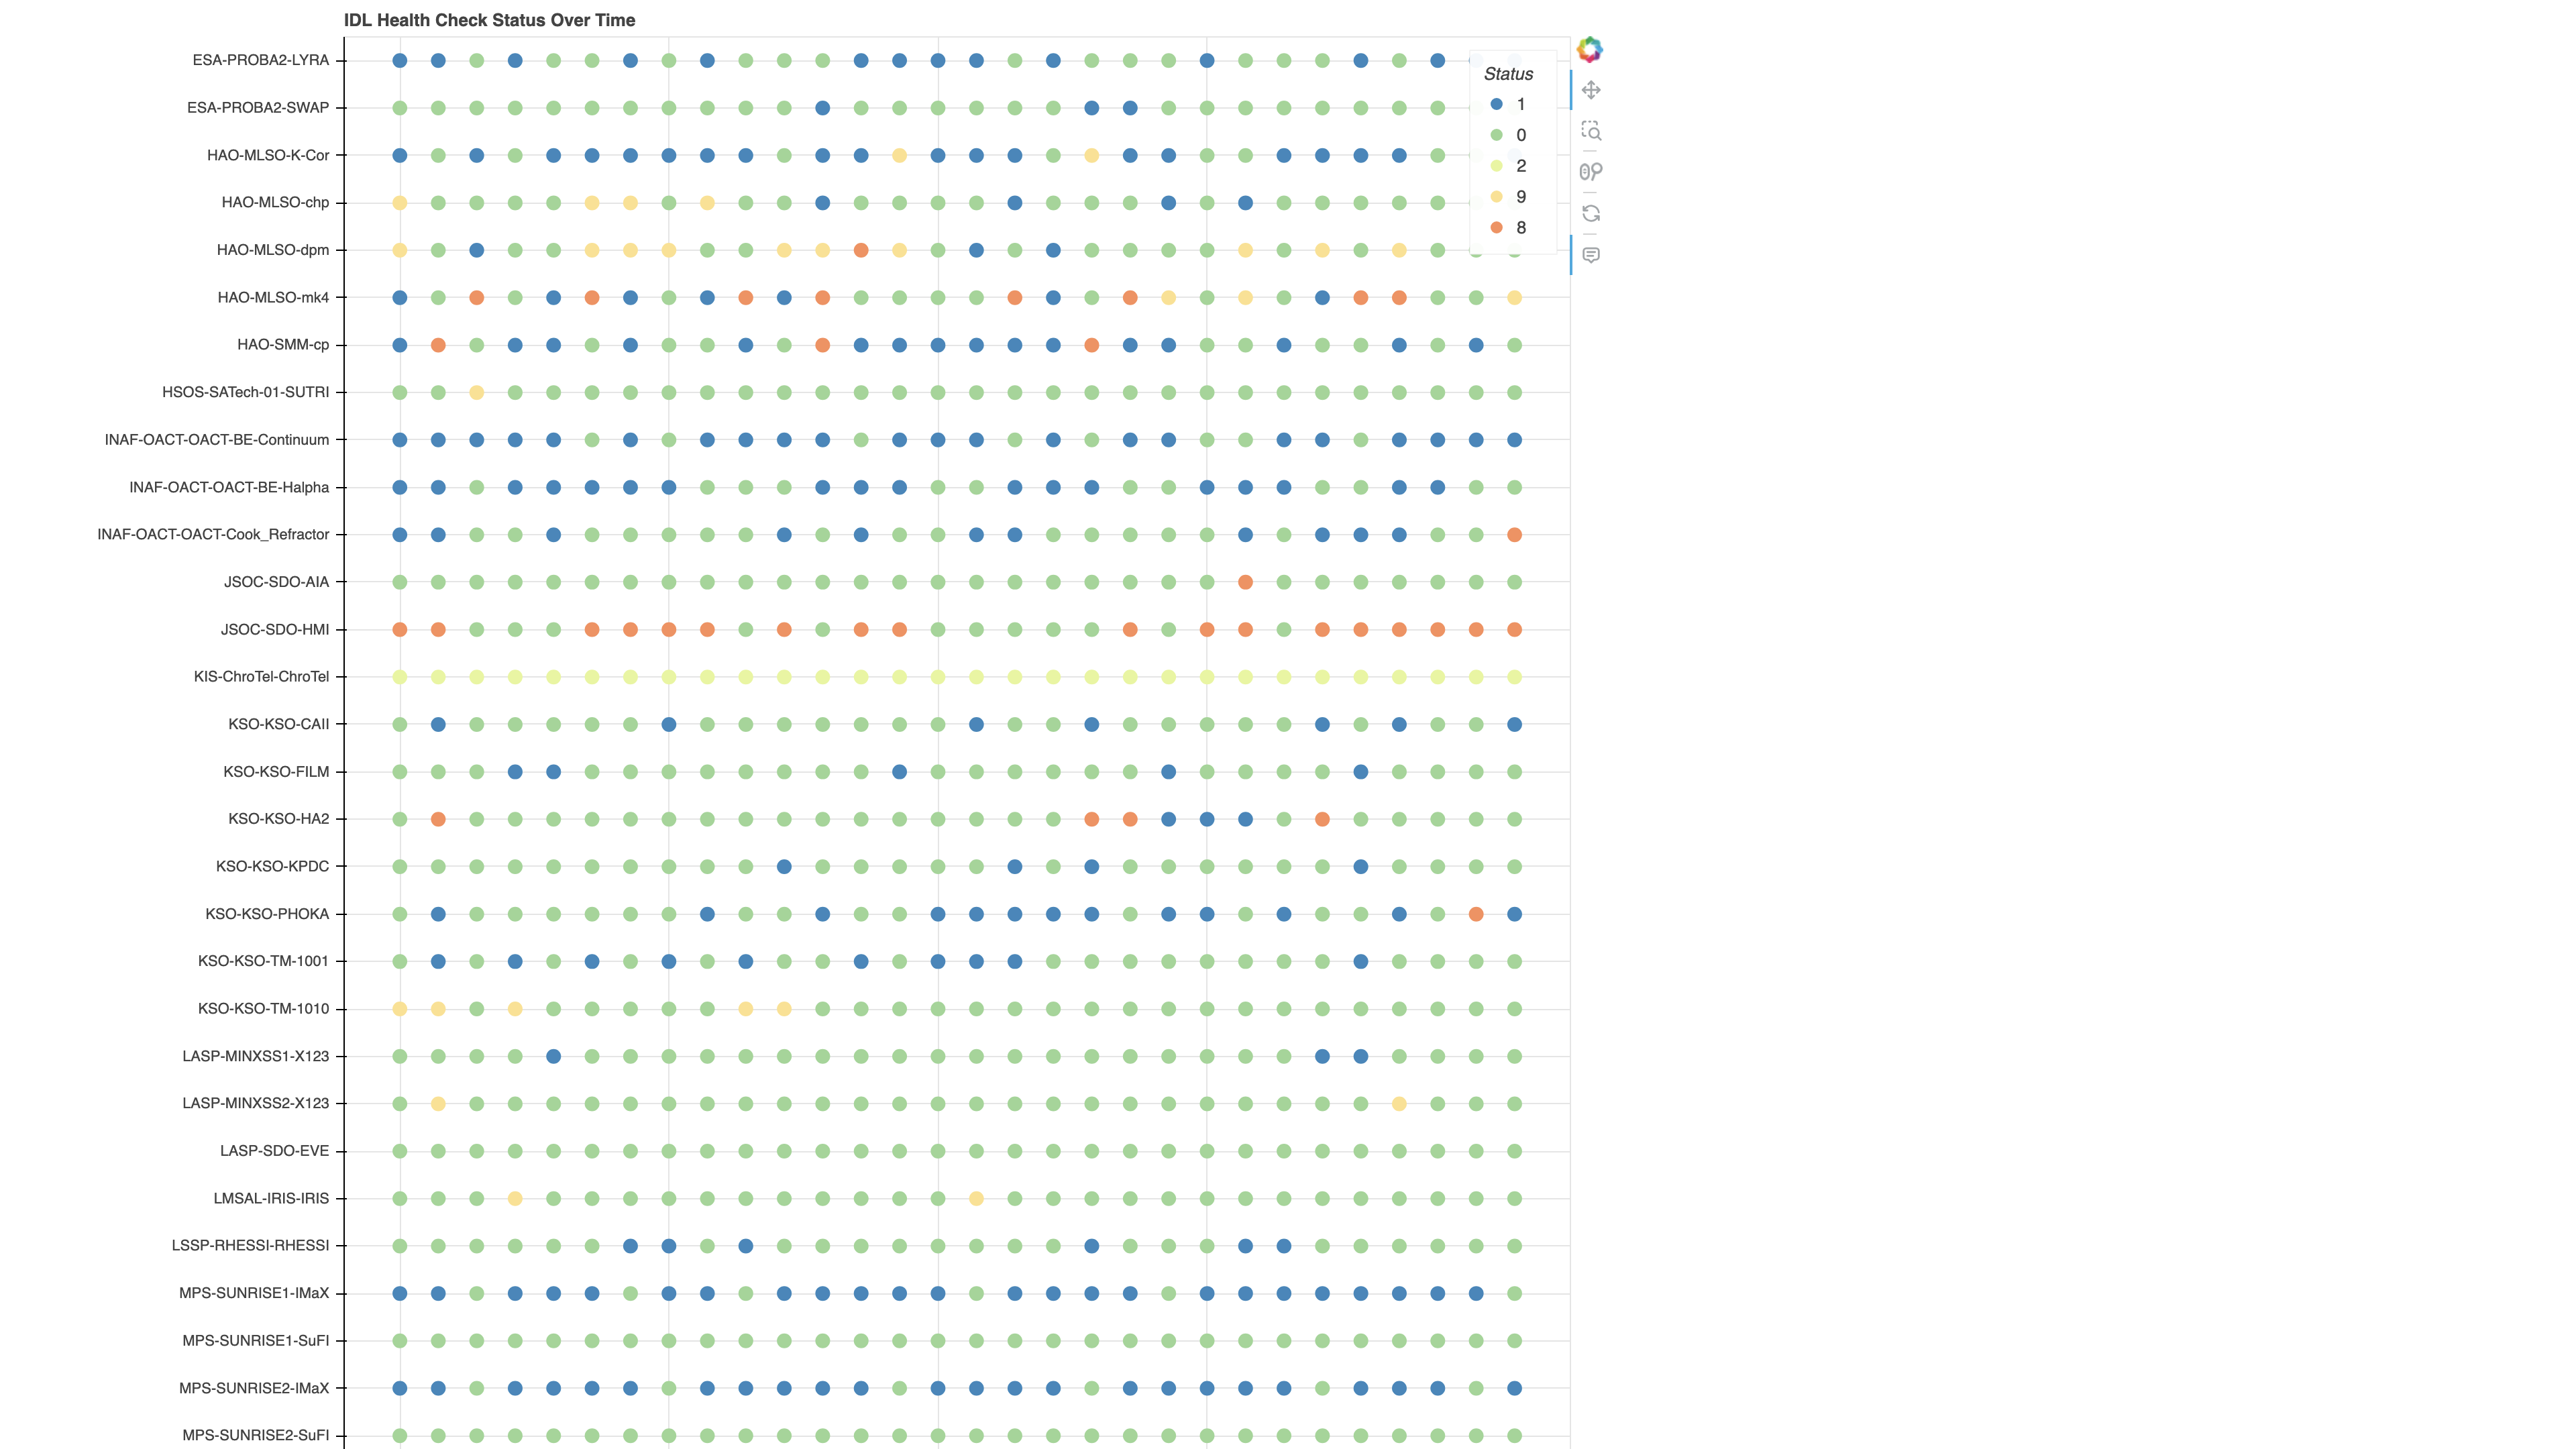 IDL Health Check Status Over Time
ESA-PROBA2-LYRA
ESA-PROBA2-SWAP
HAO-MLSO-K-Cor
HAO-MLSO-chp
HAO-MLSO-dpm
HAO-MLSO-mk4
HAO-SMM-cp
HSOS-SATech-01-SUTRI
INAF-OACT-OACT-BE-Continuum
INAF-OACT-OACT-BE-Halpha
INAF-OACT-OACT-Cook_Refractor
JSOC-SDO-AIA
JSOC-SDO-HMI
KIS-ChroTel-ChroTel
KSO-KSO-CAII
KSO-KSO-FILM
KSO-KSO-HA2
KSO-KSO-KPDC
KSO-KSO-PHOKA
KSO-KSO-TM-1001
KSO-KSO-TM-1010
LASP-MINXSS1-X123
LASP-MINXSS2-X123
LASP-SDO-EVE
LMSAL-IRIS-IRIS
LSSP-RHESSI-RHESSI
MPS-SUNRISE1-IMaX
MPS-SUNRISE1-SuFI
MPS-SUNRISE2-IMaX
MPS-SUNRISE2-SuFI
Status
1
0
2
9
8